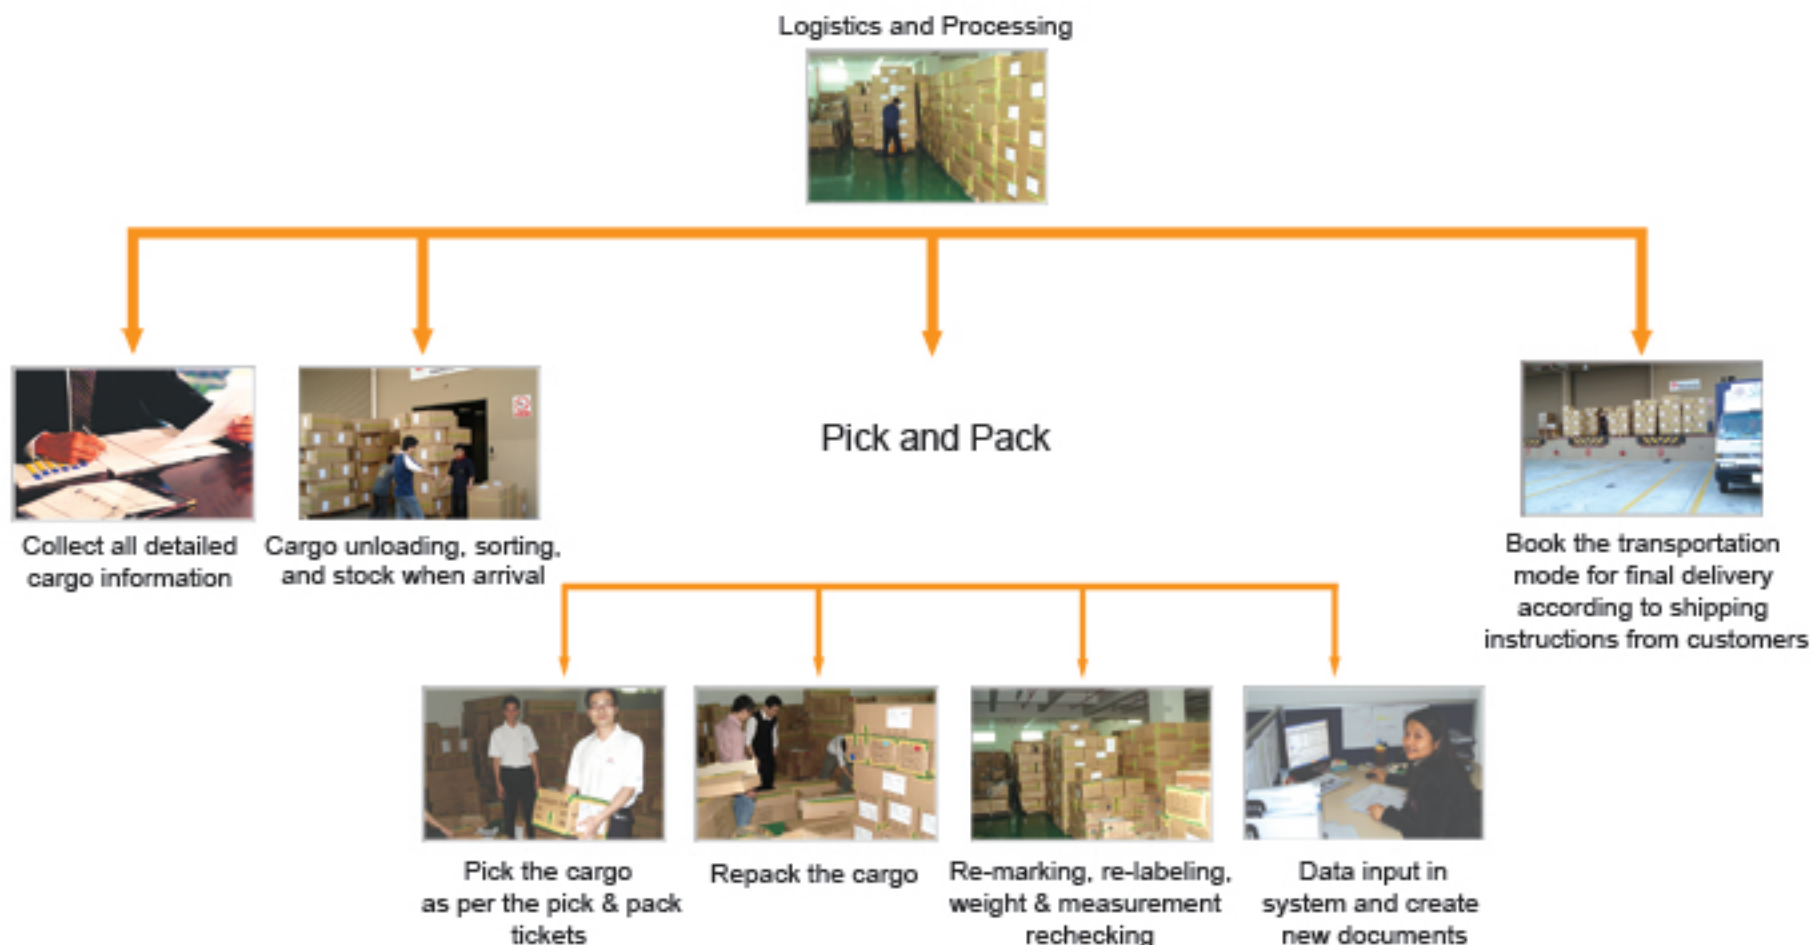 Logistics and Processing
Pick and Pack
Collect all detailed
cargo information
Cargo unloading, sorting,
and stock when arrival
Book the transportation
mode for final delivery
according to shipping
instructions from customers
Pick the cargo
as per the pick & pack
tickets
Repack the cargo
Re-marking, re-labeling,
weight & measurement
rechecking
Data input in
system and create
new documents